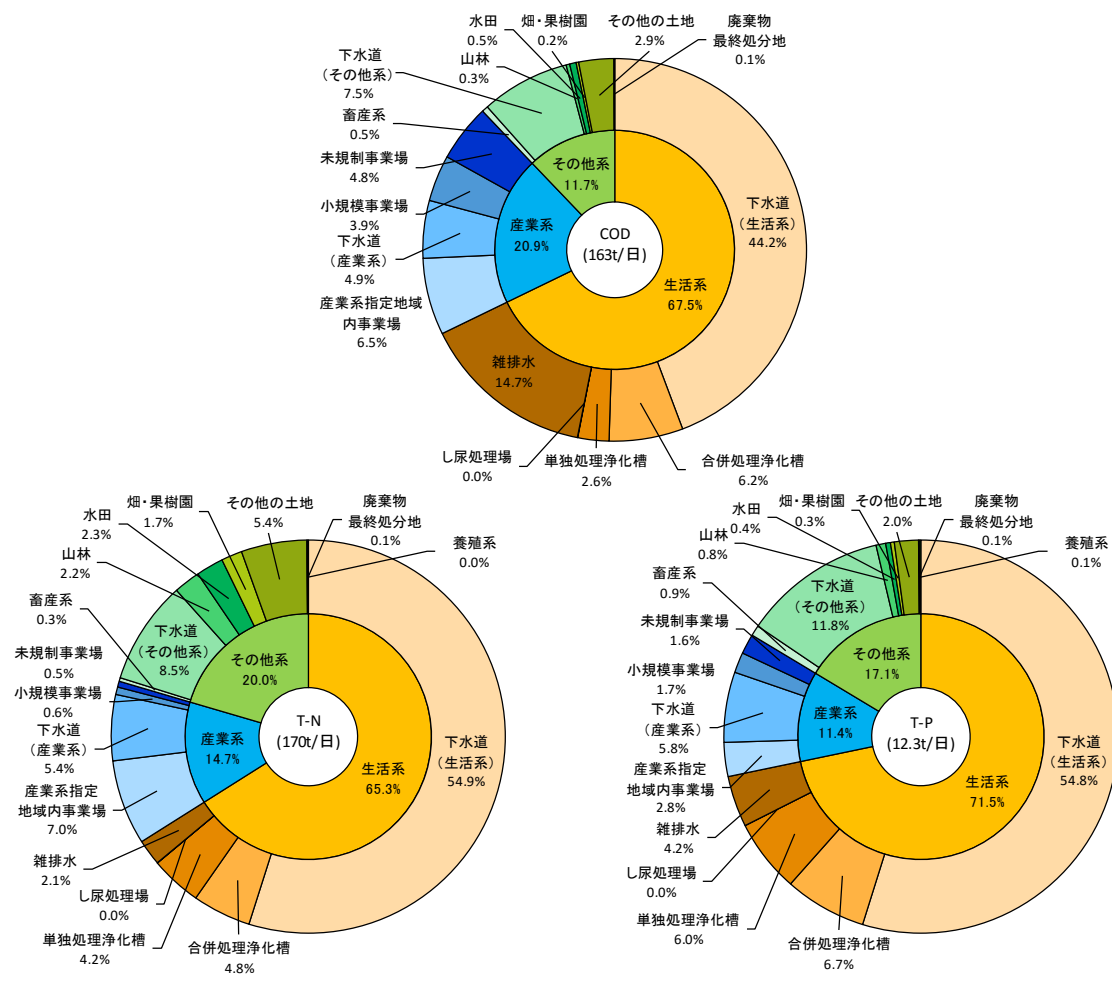 水田
0.5%
畑・果樹園
0.2%
その他の土地
2.9%
廃棄物
最終処分地
0.1%
下水道
（その他系）
7.5%
山林
0.3%
畜産系
0.5%
未規制事業場
4.8%
小規模事業場
3.9%
下水道
（産業系）
4.9%
産業系指定地域
内事業場
6.5%
その他系
11.7%
産業系
20.9%
COD
(163t/日)
生活系
67.5%
下水道
（生活系）
44.2%
雑排水
14.7%
し尿処理場
0.0%
単独処理浄化槽
2.6%
合併処理浄化槽
6.2%
畑・果樹園
1.7%
その他の土地
5.4%
廃棄物
最終処分地
0.1%
養殖系
0.0%
水田
2.3%
山林
2.2%
畜産系
0.3%
下水道
（その他系）
8.5%
未規制事業場
0.5%
小規模事業場
0.6%
下水道
（産業系）
5.4%
産業系指定
地域内事業場
7.0%
その他系
20.0%
産業系
14.7%
T-N
(170t/日)
生活系
65.3%
下水道
（生活系）
54.9%
雑排水
2.1%
し尿処理場
0.0%
単独処理浄化槽
4.2%
合併処理浄化槽
4.8%
水田
0.4%
畑・果樹園
0.3%
その他の土地
2.0%
廃棄物
最終処分地
0.1%
養殖系
0.1%
山林
0.8%
畜産系
0.9%
下水道
（その他系）
11.8%
未規制事業場
1.6%
小規模事業場
1.7%
下水道
（産業系）
5.8%
産業系指定
地域内事業場
2.8%
その他系
17.1%
産業系
11.4%
T-P
(12.3t/日)
生活系
71.5%
下水道
（生活系）
54.8%
雑排水
4.2%
し尿処理場
0.0%
単独処理浄化槽
6.0%
合併処理浄化槽
6.7%